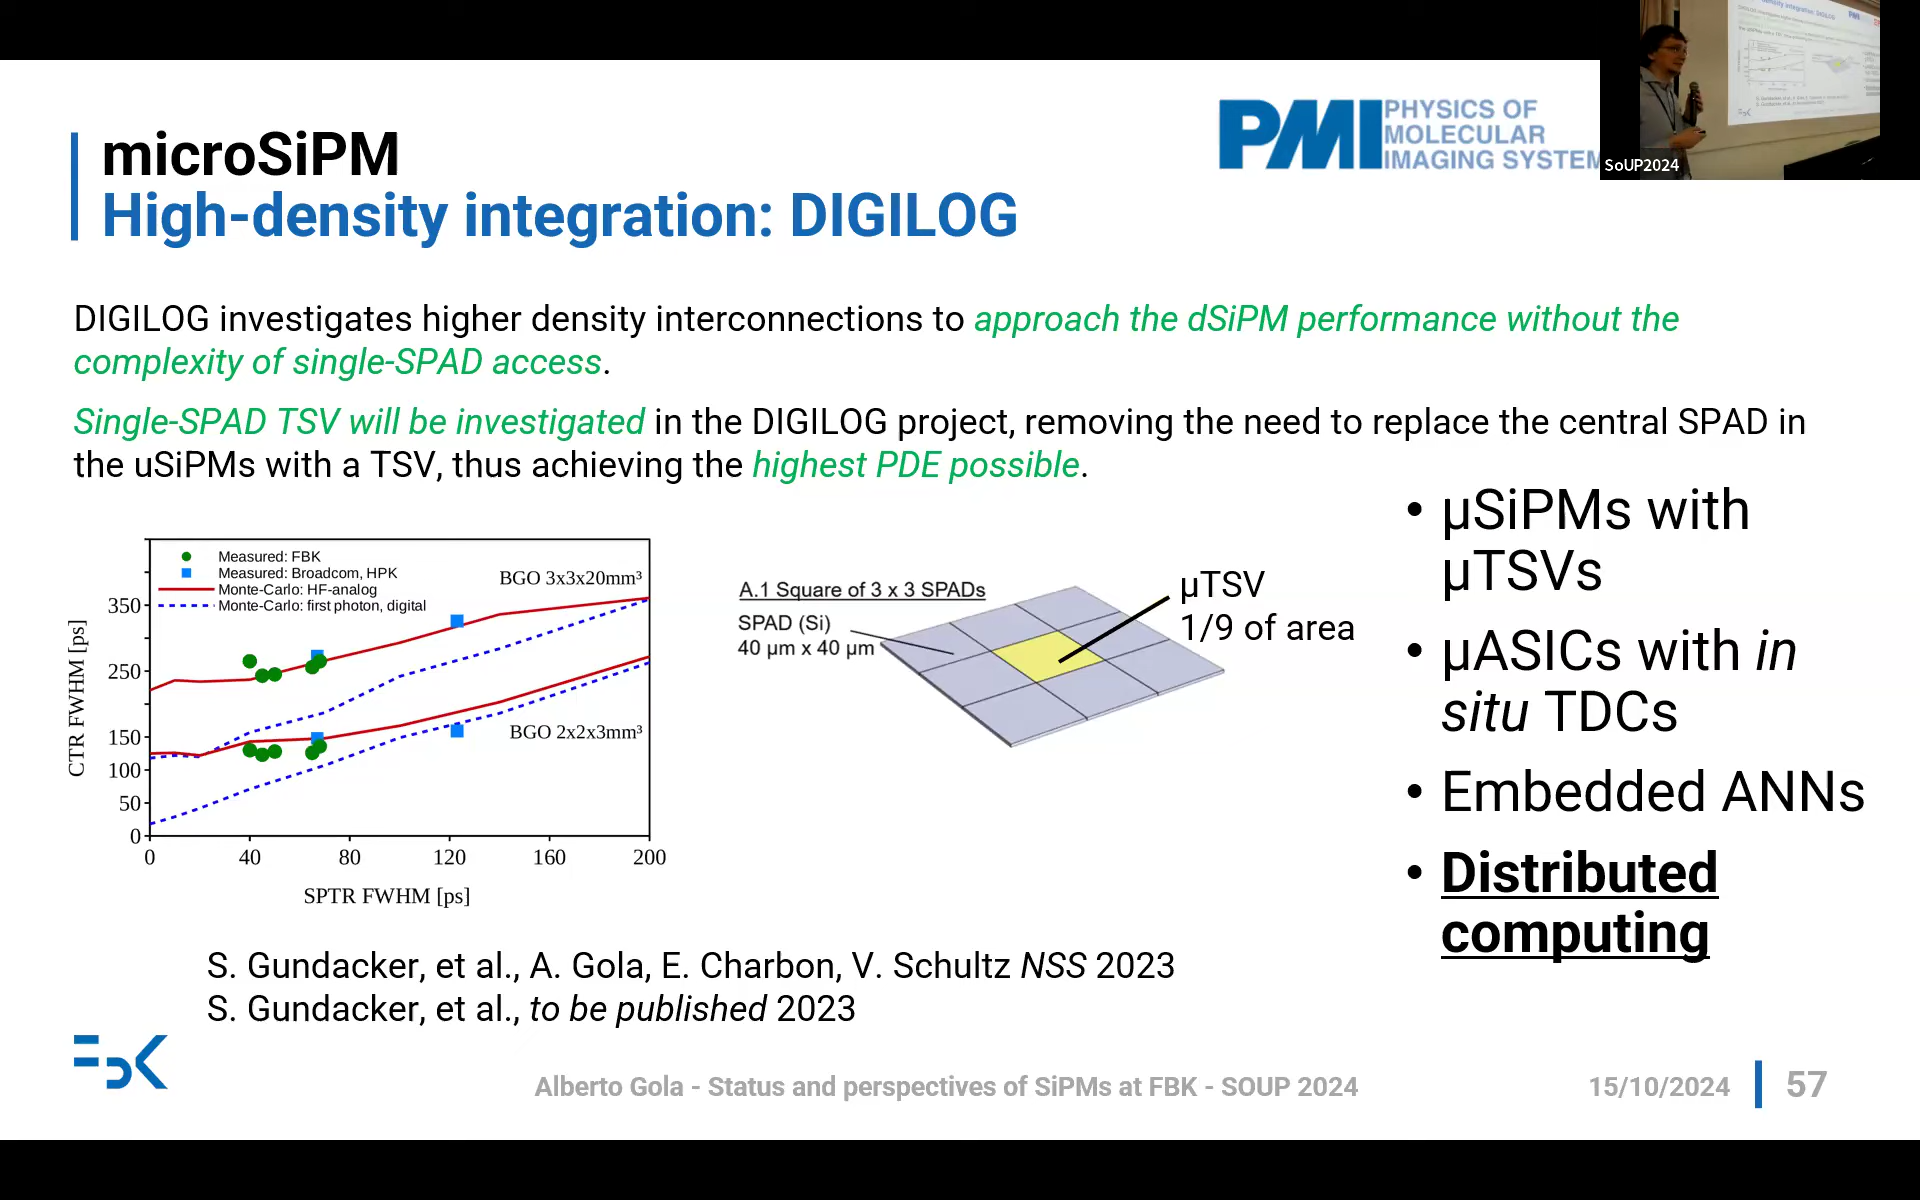 microSiPM
High-density integration: DIGILOG
PMI PHYSICS OF
MOLECULAR
IMAGING SYSTEM
SoUP2024
DIGILOG investigates higher density interconnections to approach the dSiPM performance without the
complexity of single-SPAD access.
Single-SPAD TSV will be investigated in the DIGILOG project, removing the need to replace the central SPAD in
the uSiPMs with a TSV, thus achieving the highest PDE possible.
Measured: FBK
Measured: Broadcom, HPK
Monte-Carlo: HF-analog
Monte-Carlo: first photon, digital
BGO 3x3x20mm³
BGO 2x2x3mm³
CTR FWHM [ps]
350
250
150
100
50
0
0 40 80 120 160 200
SPTR FWHM [ps]
A.1 Square of 3 x 3 SPADs
SPAD (Si)
40 µm x 40 µm
µTSV
1/9 of area
• µSiPMs with
µTSVs
• µASICs with in
situ TDCs
• Embedded ANNs
• Distributed
computing
S. Gundacker, et al., A. Gola, E. Charbon, V. Schultz NSS 2023
S. Gundacker, et al., to be published 2023
FBK
Alberto Gola - Status and perspectives of SiPMs at FBK - SOUP 2024
15/10/2024
57